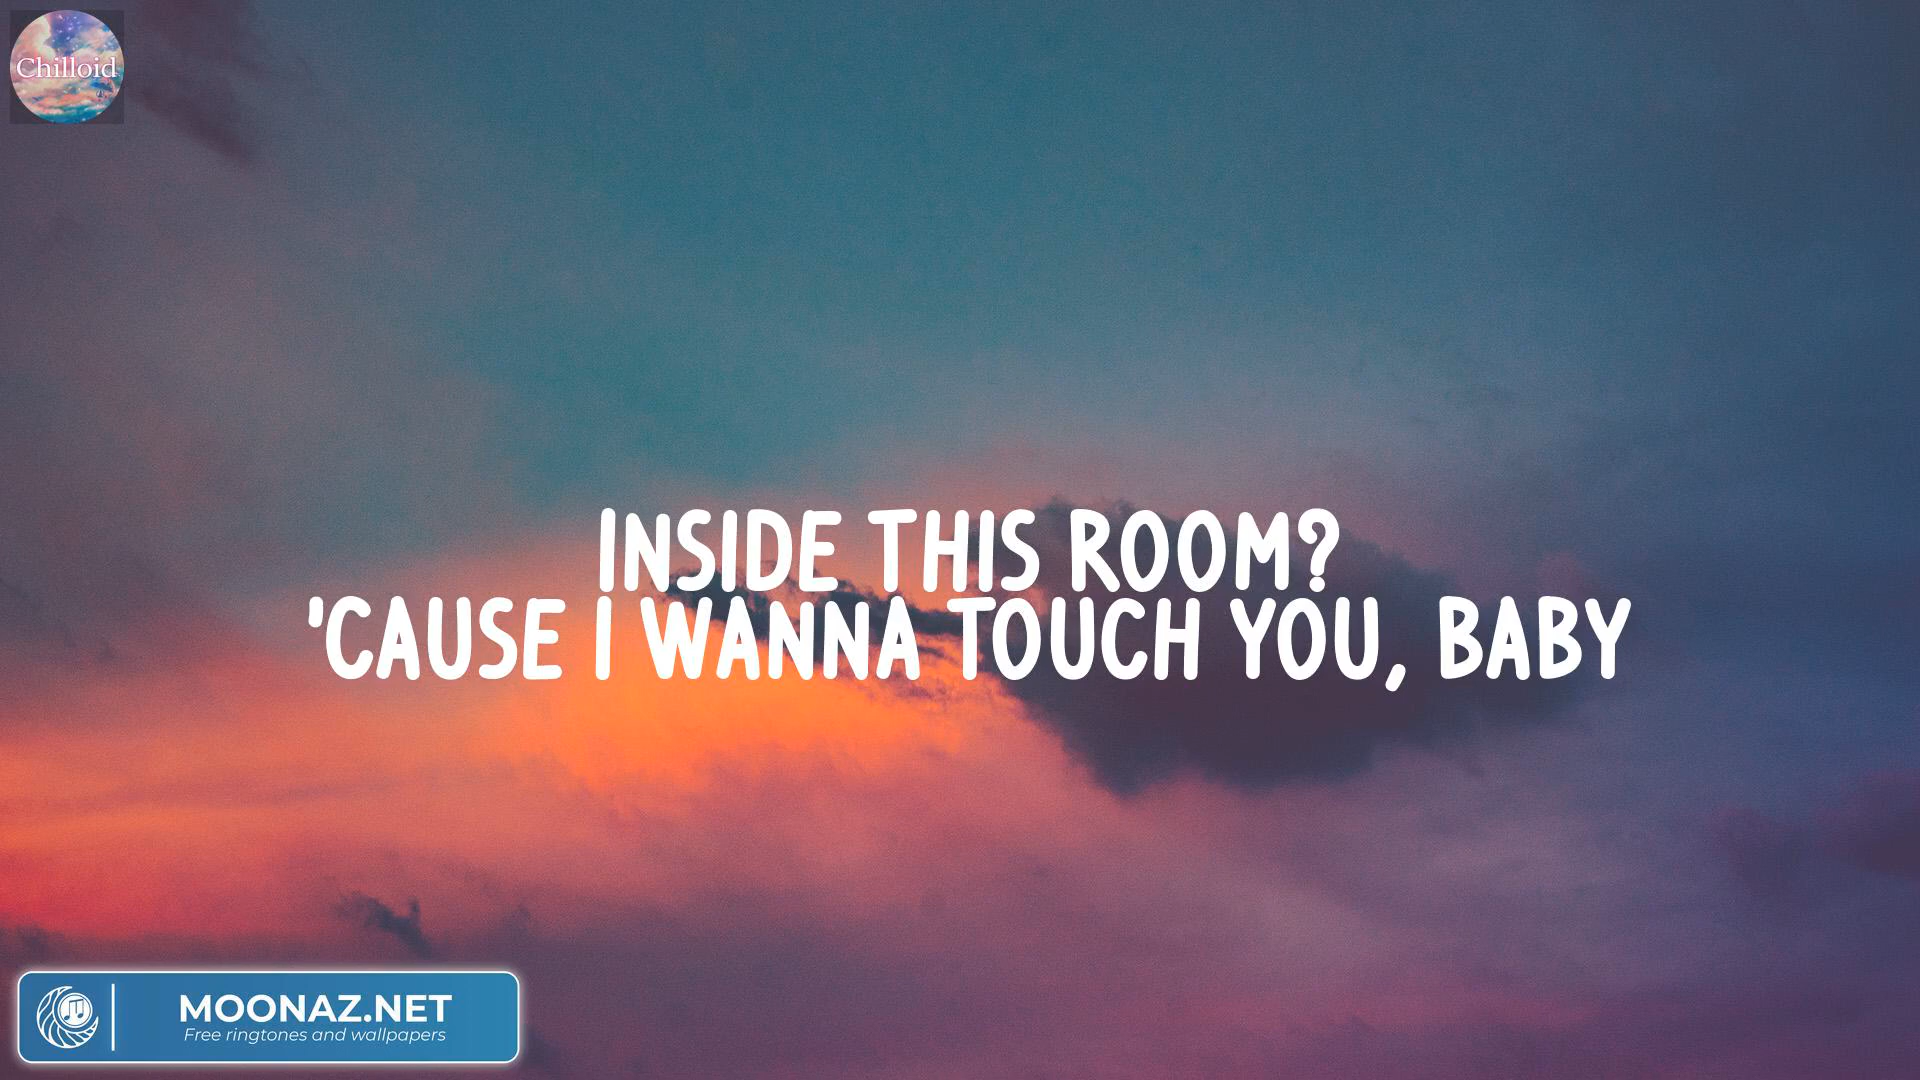 Chilloid
INSIDE THIS ROOM?
'CAUSE I WANNA TOUCH YOU, BABY
MOONAZ.NET
Free ringtones and wallpapers